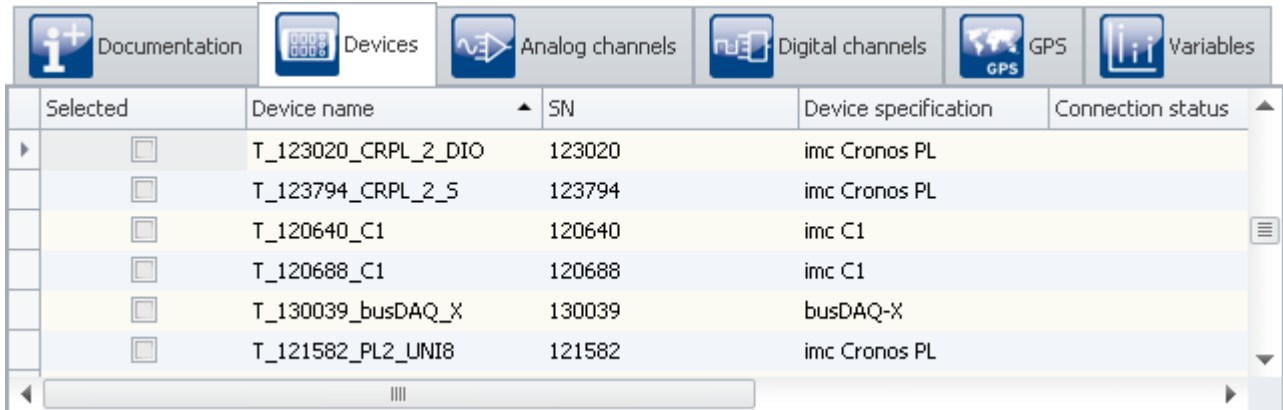 Documentation Devices Analog channels Digital channels GPS GPS Variables
Selected Device name SN Device specification Connection status
T_123020_CRPL_2_DIO 123020 imc Cronos PL
T_123794_CRPL_2_S 123794 imc Cronos PL
T_120640_C1 120640 imc C1
T_120688_C1 120688 imc C1
T_130039_busDAQ_X 130039 busDAQ-X
T_121582_PL2_UNI8 121582 imc Cronos PL